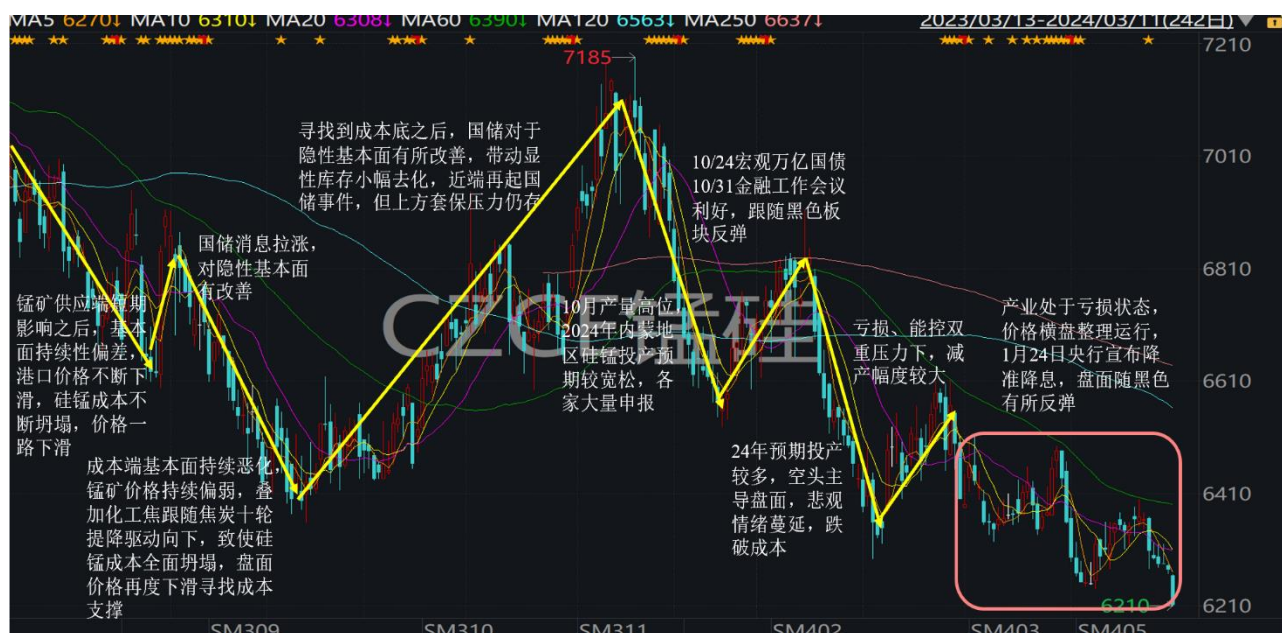 MA5 6270↓ MA10 6310↓ MA20 6308↓ MA60 6390↓ MA120 6563↓ MA250 6637↓
2023/03/13-2024/03/11(242日)
7210
7185
7010
6810
6610
6410
6210
6210
CZCE锰硅
锰矿供应端短期
影响之后，基本
面持续性偏差，
港口价格不断下
滑，硅锰成本不
断坍塌，价格一
路下滑
国储消息拉涨，
对隐性基本面
有改善
成本端基本面持续恶化，
锰矿价格持续偏弱，叠
加化工焦跟随焦炭十轮
提降驱动向下，致使硅
锰成本全面坍塌，盘面
价格再度下滑寻找成本
支撑
寻找到成本底之后，国储对于
隐性基本面有所改善，带动显
性库存小幅去化，近端再起国
储事件，但上方套保压力仍存
10月产量高位，
2024年内蒙地
区硅锰投产预
期较宽松，各
家大量申报
10/24宏观万亿国债
10/31金融工作会议
利好，跟随黑色板
块反弹
24年预期投产
较多，空头主
导盘面，悲观
情绪蔓延，跌
破成本
亏损、能控双
重压力下，减
产幅度较大
产业处于亏损状态，
价格横盘整理运行，
1月24日央行宣布降
准降息，盘面随黑色
有所反弹
SM309
SM310
SM311
SM402
SM403
SM405